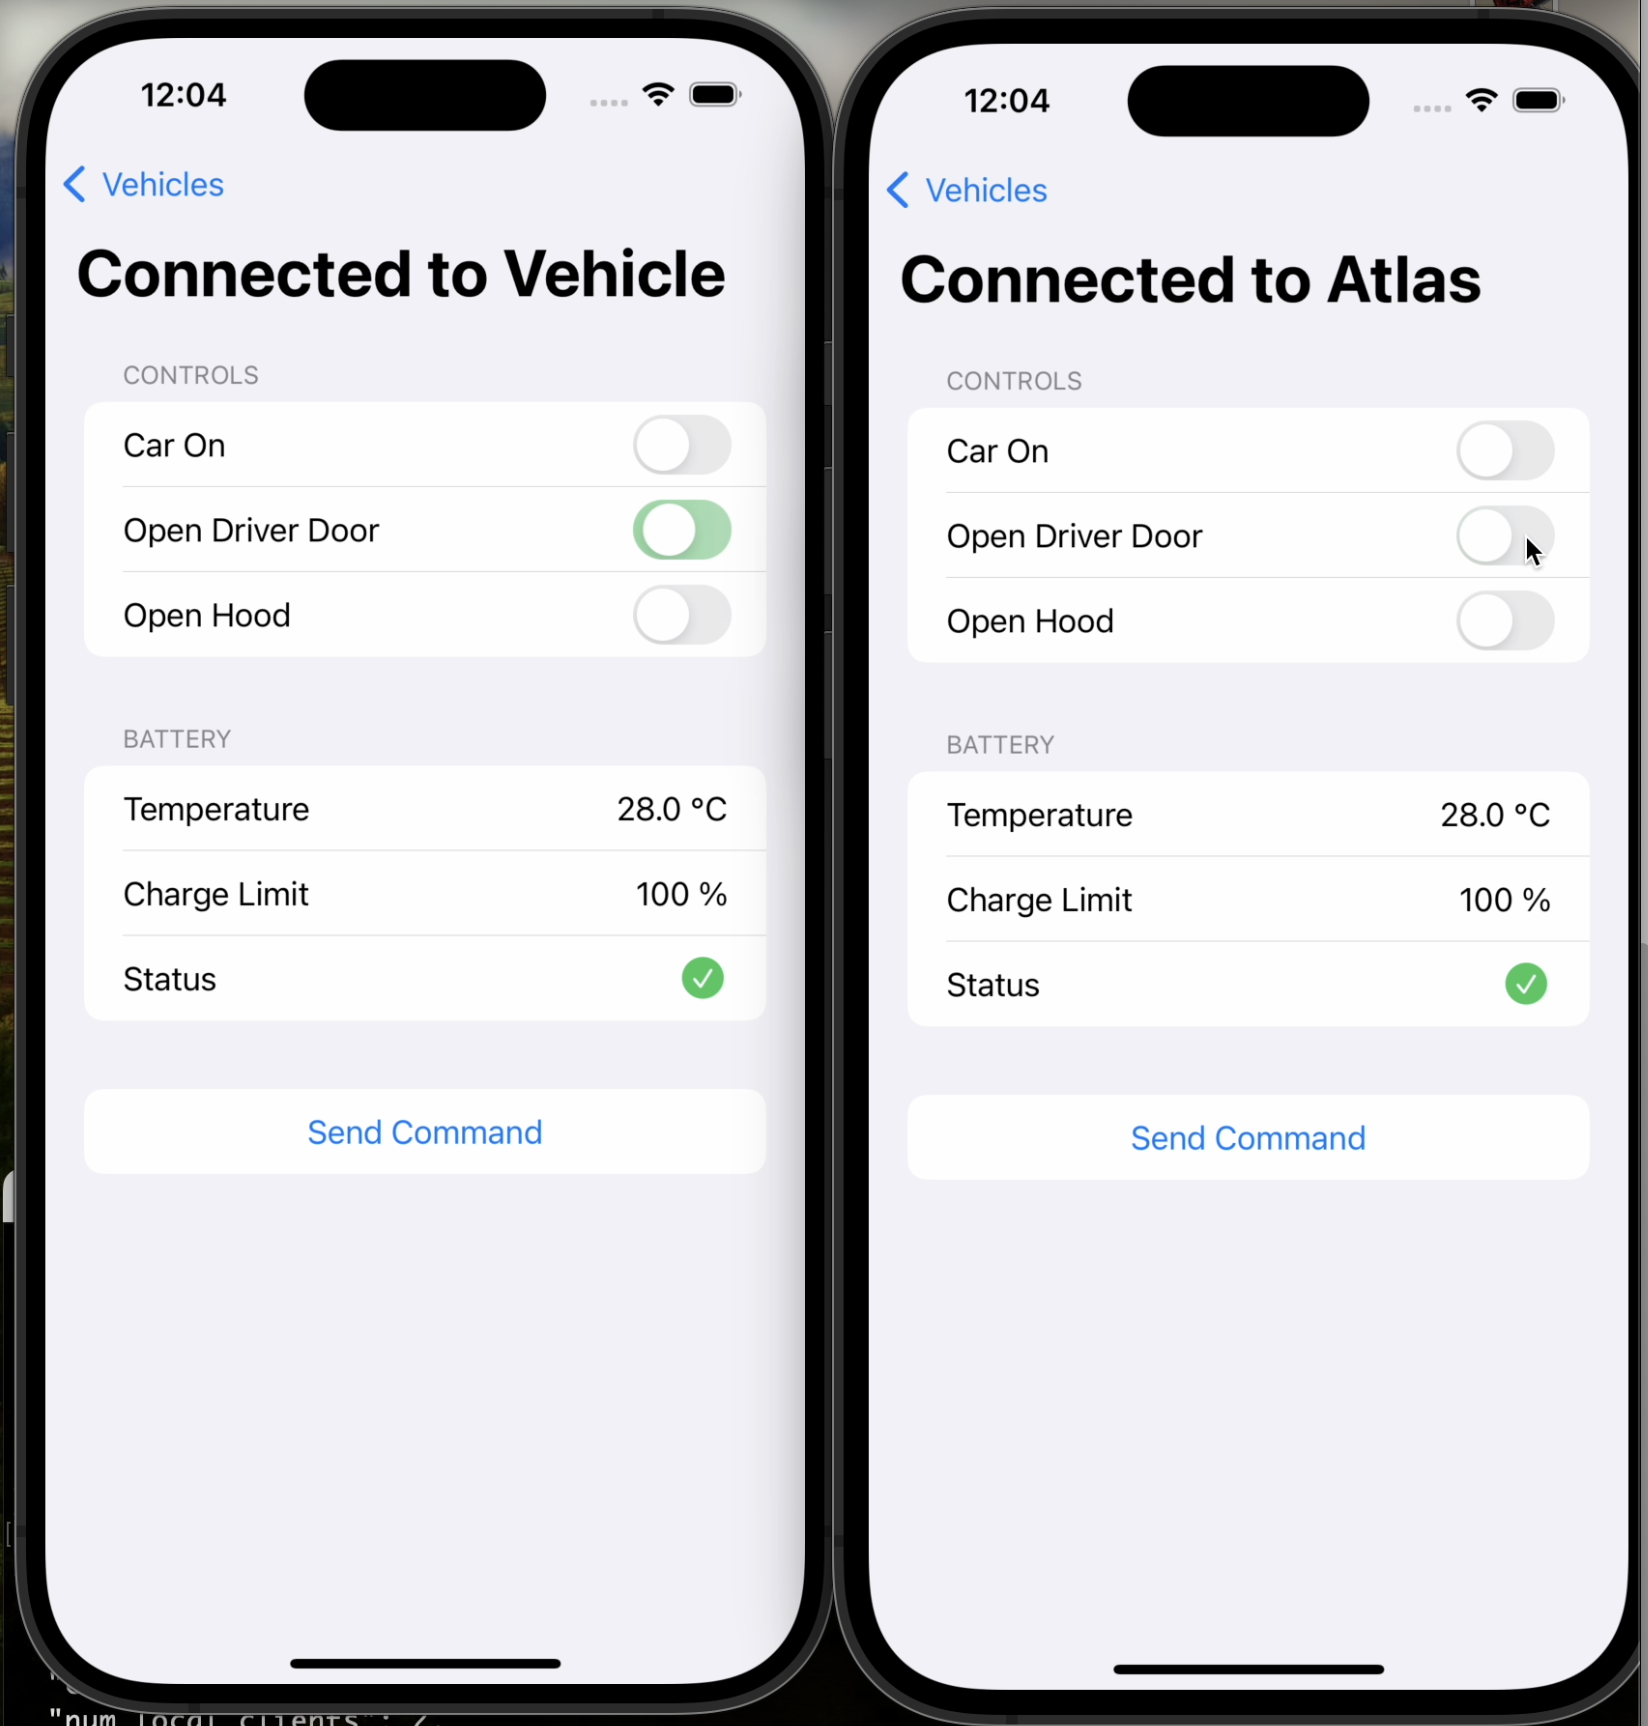 12:04
Vehicles
Connected to Vehicle
CONTROLS
Car On
Open Driver Door
Open Hood
BATTERY
Temperature 28.0 °C
Charge Limit 100 %
Status
Send Command
12:04
Vehicles
Connected to Atlas
CONTROLS
Car On
Open Driver Door
Open Hood
BATTERY
Temperature 28.0 °C
Charge Limit 100 %
Status
Send Command
"num_local_clients": 2,